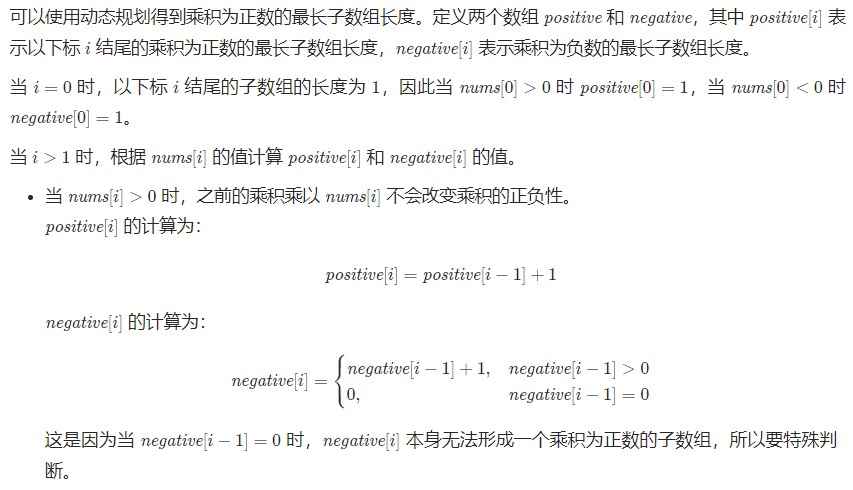 可以使用动态规划得到乘积为正数的最长子数组长度。定义两个数组 positive 和 negative，其中 positive[i] 表
示以下标 i 结尾的乘积为正数的最长子数组长度，negative[i] 表示乘积为负数的最长子数组长度。
当 i = 0 时，以下标 i 结尾的子数组的长度为 1，因此当 nums[0] > 0 时 positive[0] = 1，当 nums[0] < 0 时
negative[0] = 1。
当 i > 1 时，根据 nums[i] 的值计算 positive[i] 和 negative[i] 的值。
• 当 nums[i] > 0 时，之前的乘积乘以 nums[i] 不会改变乘积的正负性。
positive[i] 的计算为：
positive[i] = positive[i − 1] + 1
negative[i] 的计算为：
negative[i] = { negative[i − 1] + 1, negative[i − 1] > 0
0, negative[i − 1] = 0
这是因为当 negative[i − 1] = 0 时，negative[i] 本身无法形成一个乘积为正数的子数组，所以要特殊判
断。